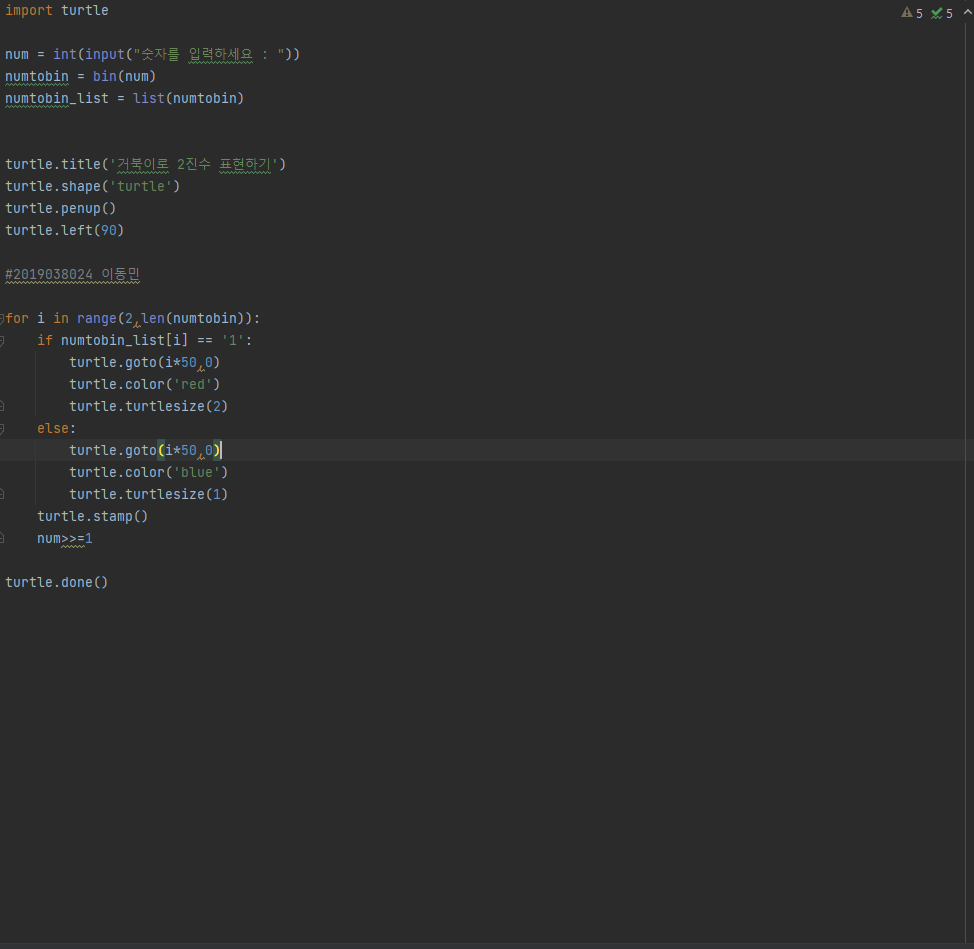 import turtle
5 5
num = int(input("숫자를 입력하세요 : "))
numtobin = bin(num)
numtobin_list = list(numtobin)
turtle.title('거북이로 2진수 표현하기')
turtle.shape('turtle')
turtle.penup()
turtle.left(90)
#2019038024 이동민
for i in range(2,len(numtobin)):
    if numtobin_list[i] == '1':
        turtle.goto(i*50,0)
        turtle.color('red')
        turtle.turtlesize(2)
    else:
        turtle.goto(i*50,0)
        turtle.color('blue')
        turtle.turtlesize(1)
    turtle.stamp()
    num>>=1
turtle.done()